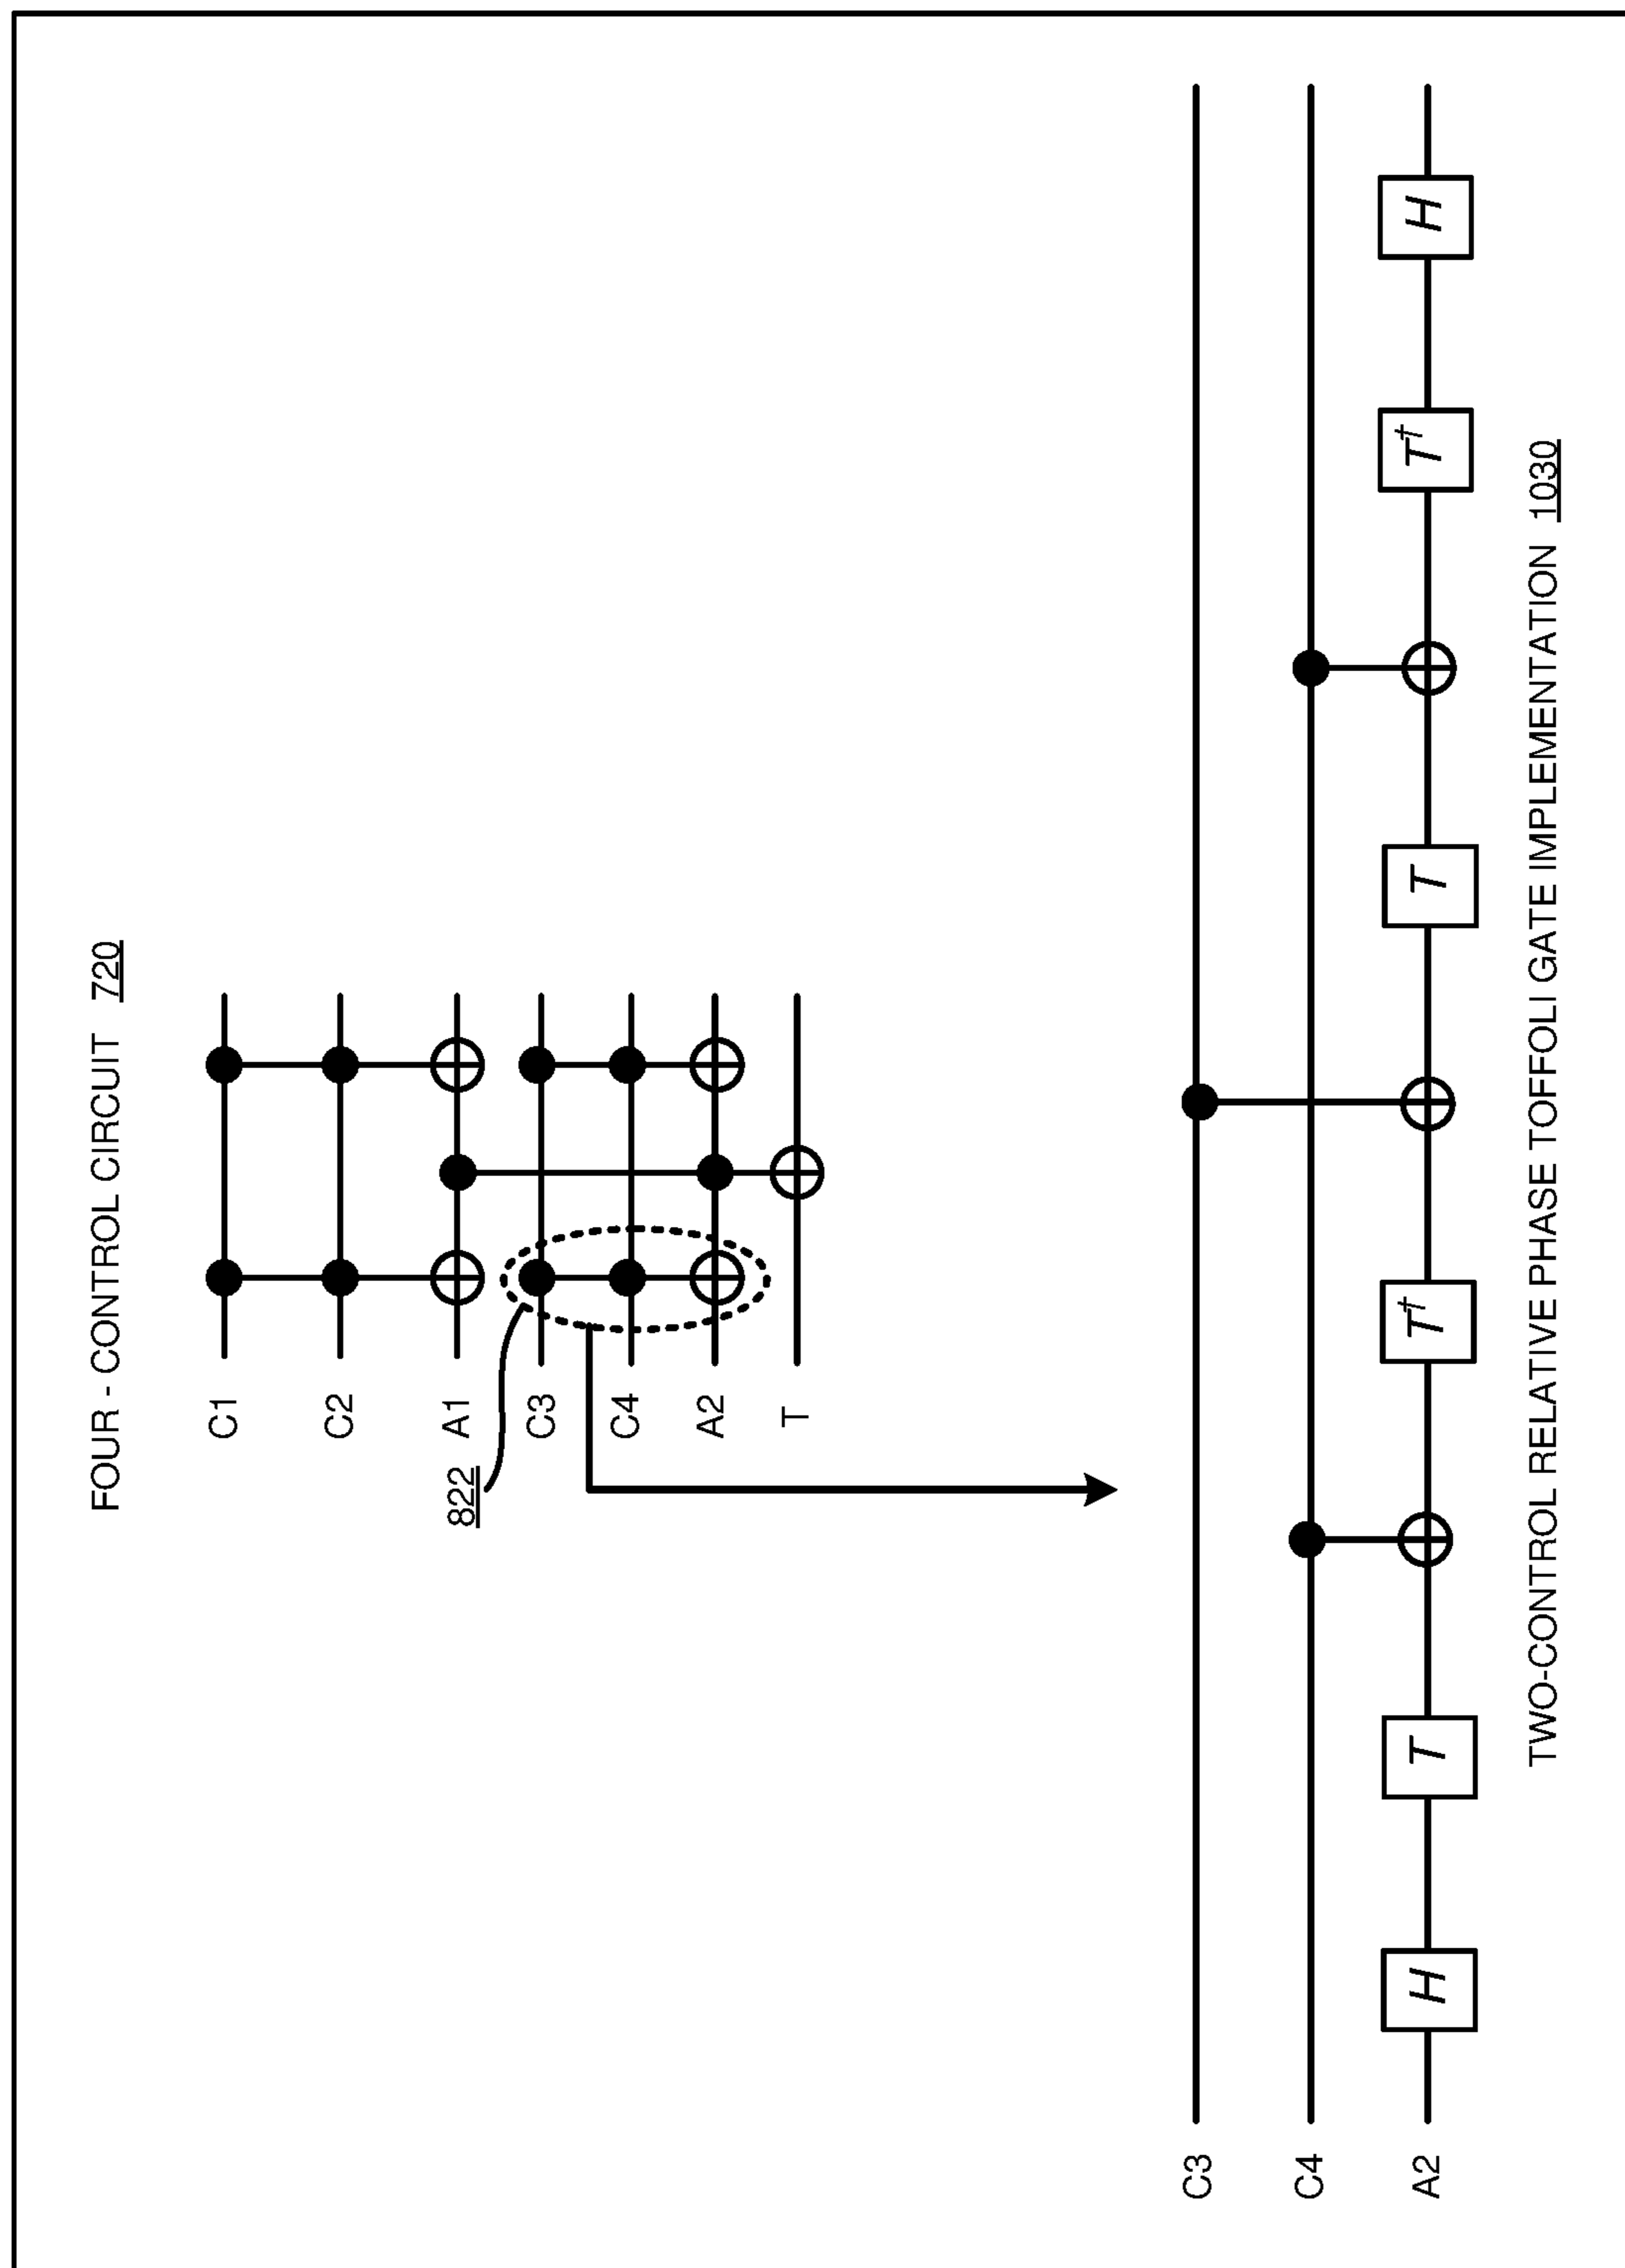 FOUR - CONTROL CIRCUIT 720
C1
C2
A1
822
C3
C4
A2
T
C3
C4
A2
H T T† T T† H
TWO-CONTROL RELATIVE PHASE TOFFOLI GATE IMPLEMENTATION 1030